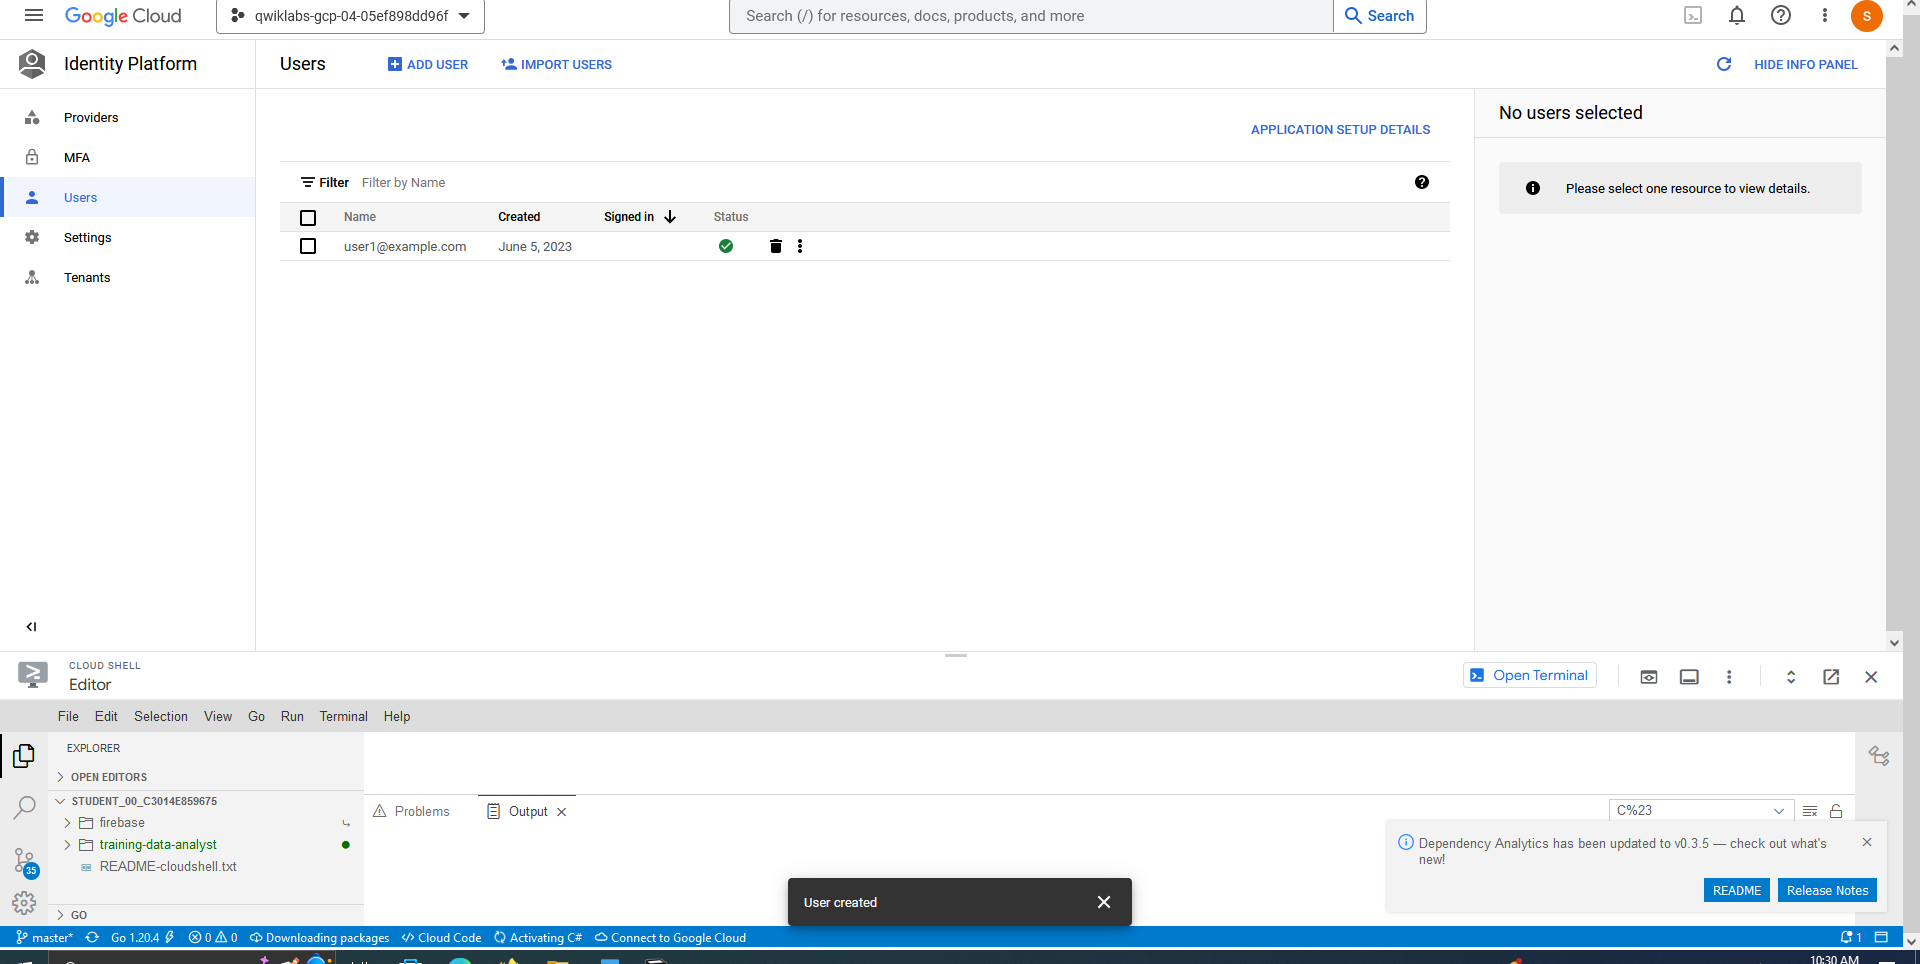 Google Cloud
qwiklabs-gcp-04-05ef898dd96f
Search (/) for resources, docs, products, and more
Search
S
Identity Platform
Users
ADD USER
IMPORT USERS
HIDE INFO PANEL
Providers
MFA
Users
Settings
Tenants
APPLICATION SETUP DETAILS
No users selected
Please select one resource to view details.
Filter
Filter by Name
Name
Created
Signed in
Status
user1@example.com
June 5, 2023
CLOUD SHELL
Editor
Open Terminal
File
Edit
Selection
View
Go
Run
Terminal
Help
EXPLORER
OPEN EDITORS
STUDENT_00_C3014E859675
firebase
training-data-analyst
README-cloudshell.txt
35
GO
Problems
Output
C%23
Dependency Analytics has been updated to v0.3.5 — check out what's
new!
README
Release Notes
User created
master*
Go 1.20.4
0
0
Downloading packages
</> Cloud Code
Activating C#
Connect to Google Cloud
1
10:30 AM